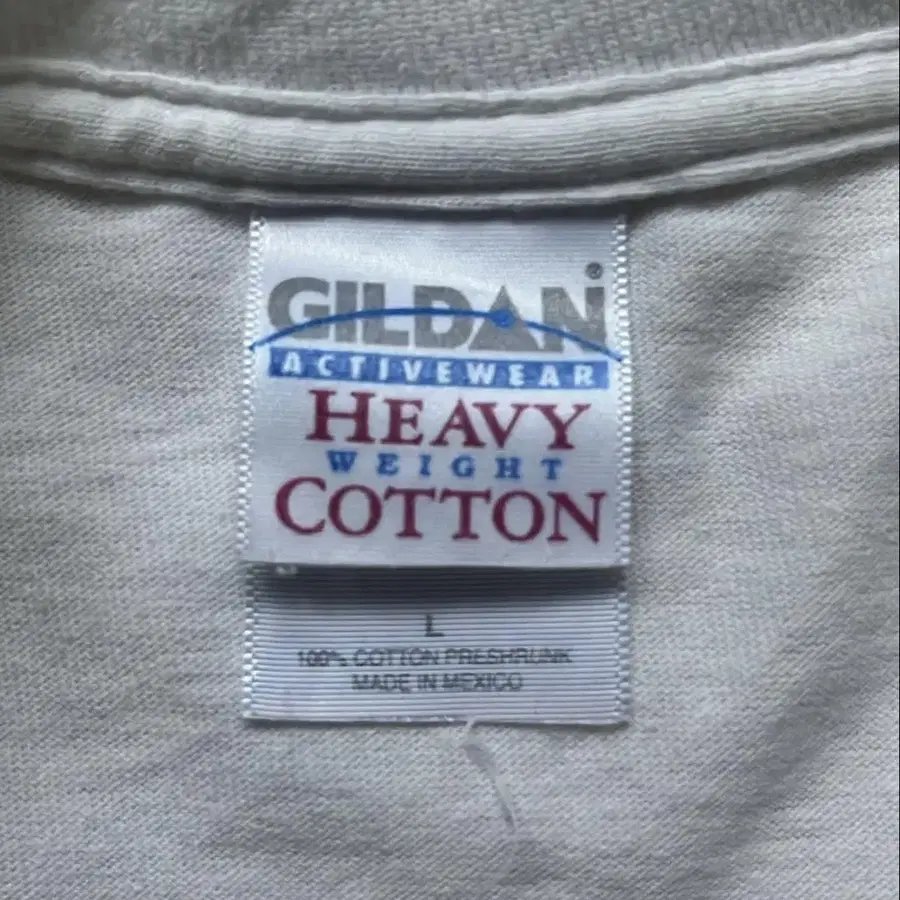 GILDAN®
ACTIVEWEAR
HEAVY
WEIGHT
COTTON
L
100% COTTON PRESHRUNK
MADE IN MEXICO